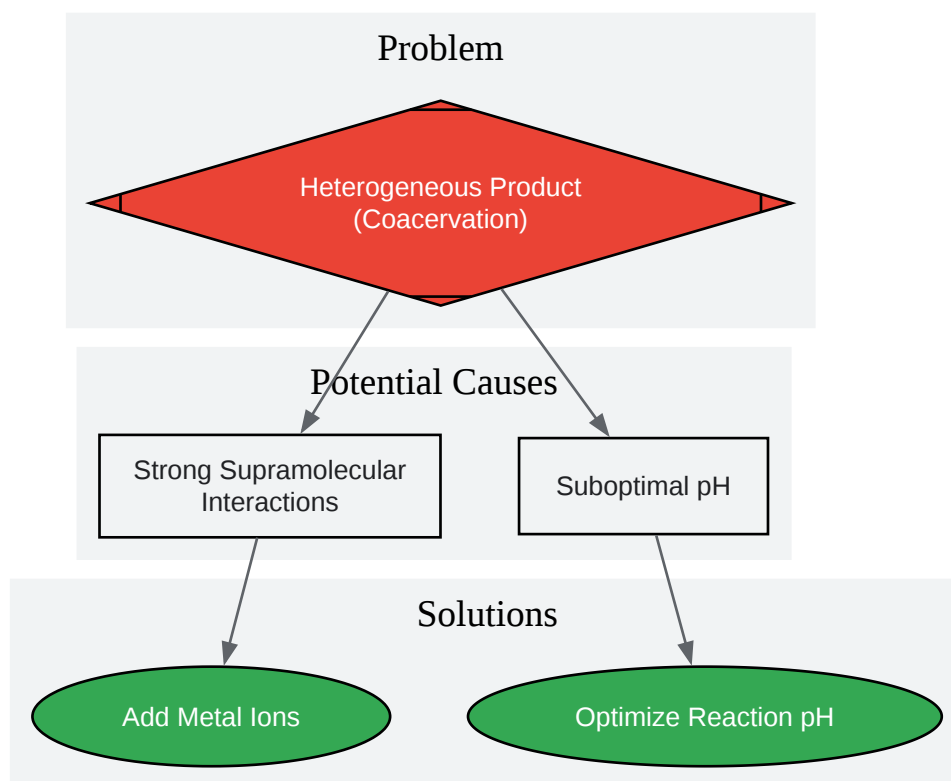 Problem
Heterogeneous Product
(Coacervation)
Potential Causes
Strong Supramolecular
Interactions
Suboptimal pH
Solutions
Add Metal Ions
Optimize Reaction pH